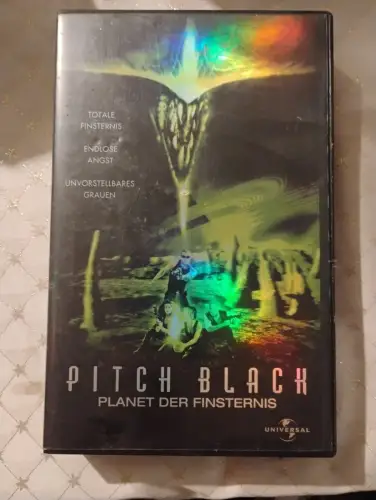 TOTALE
FINSTERNIS
ENDLOSE
ANGST
UNVORSTELLBARES
GRAUEN
PITCH BLACK
PLANET DER FINSTERNIS
UNIVERSAL